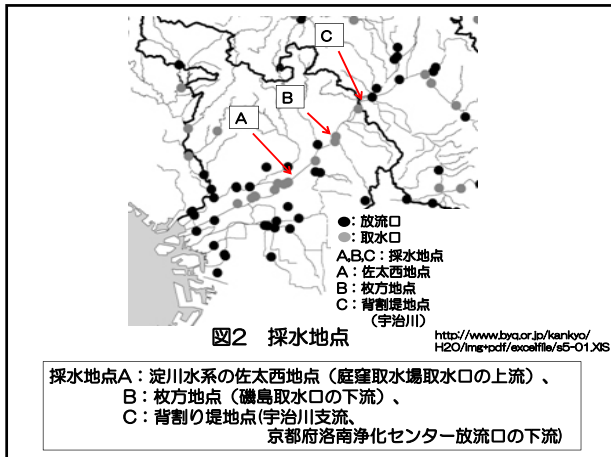 C
B
A
●：放流口
●：取水口
A,B,C：採水地点
A：佐太西地点
B：枚方地点
C：背割堤地点
（宇治川）
図2　採水地点
http://www.byq.or.jp/kankyo/
H2O/img+pdf/excelfile/s5-01.XlS
採水地点A：淀川水系の佐太西地点（庭窪取水場取水口の上流）、
B：枚方地点（磯島取水口の下流）、
C：背割り堤地点(宇治川支流、
京都府洛南浄化センター放流口の下流)